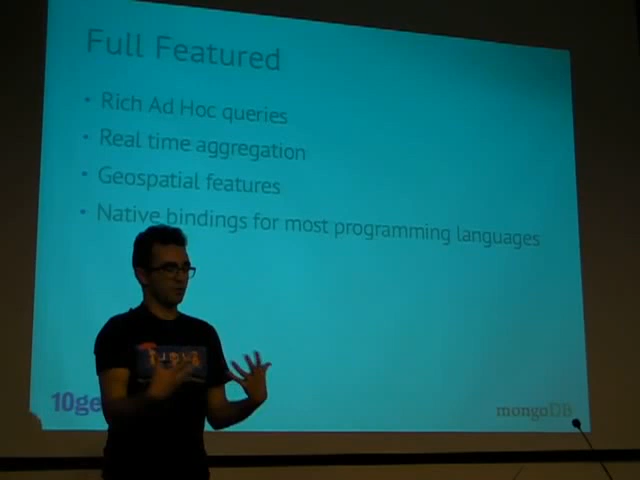 Full Featured
• Rich Ad Hoc queries
• Real time aggregation
• Geospatial features
• Native bindings for most programming languages
10ge
mongoDB